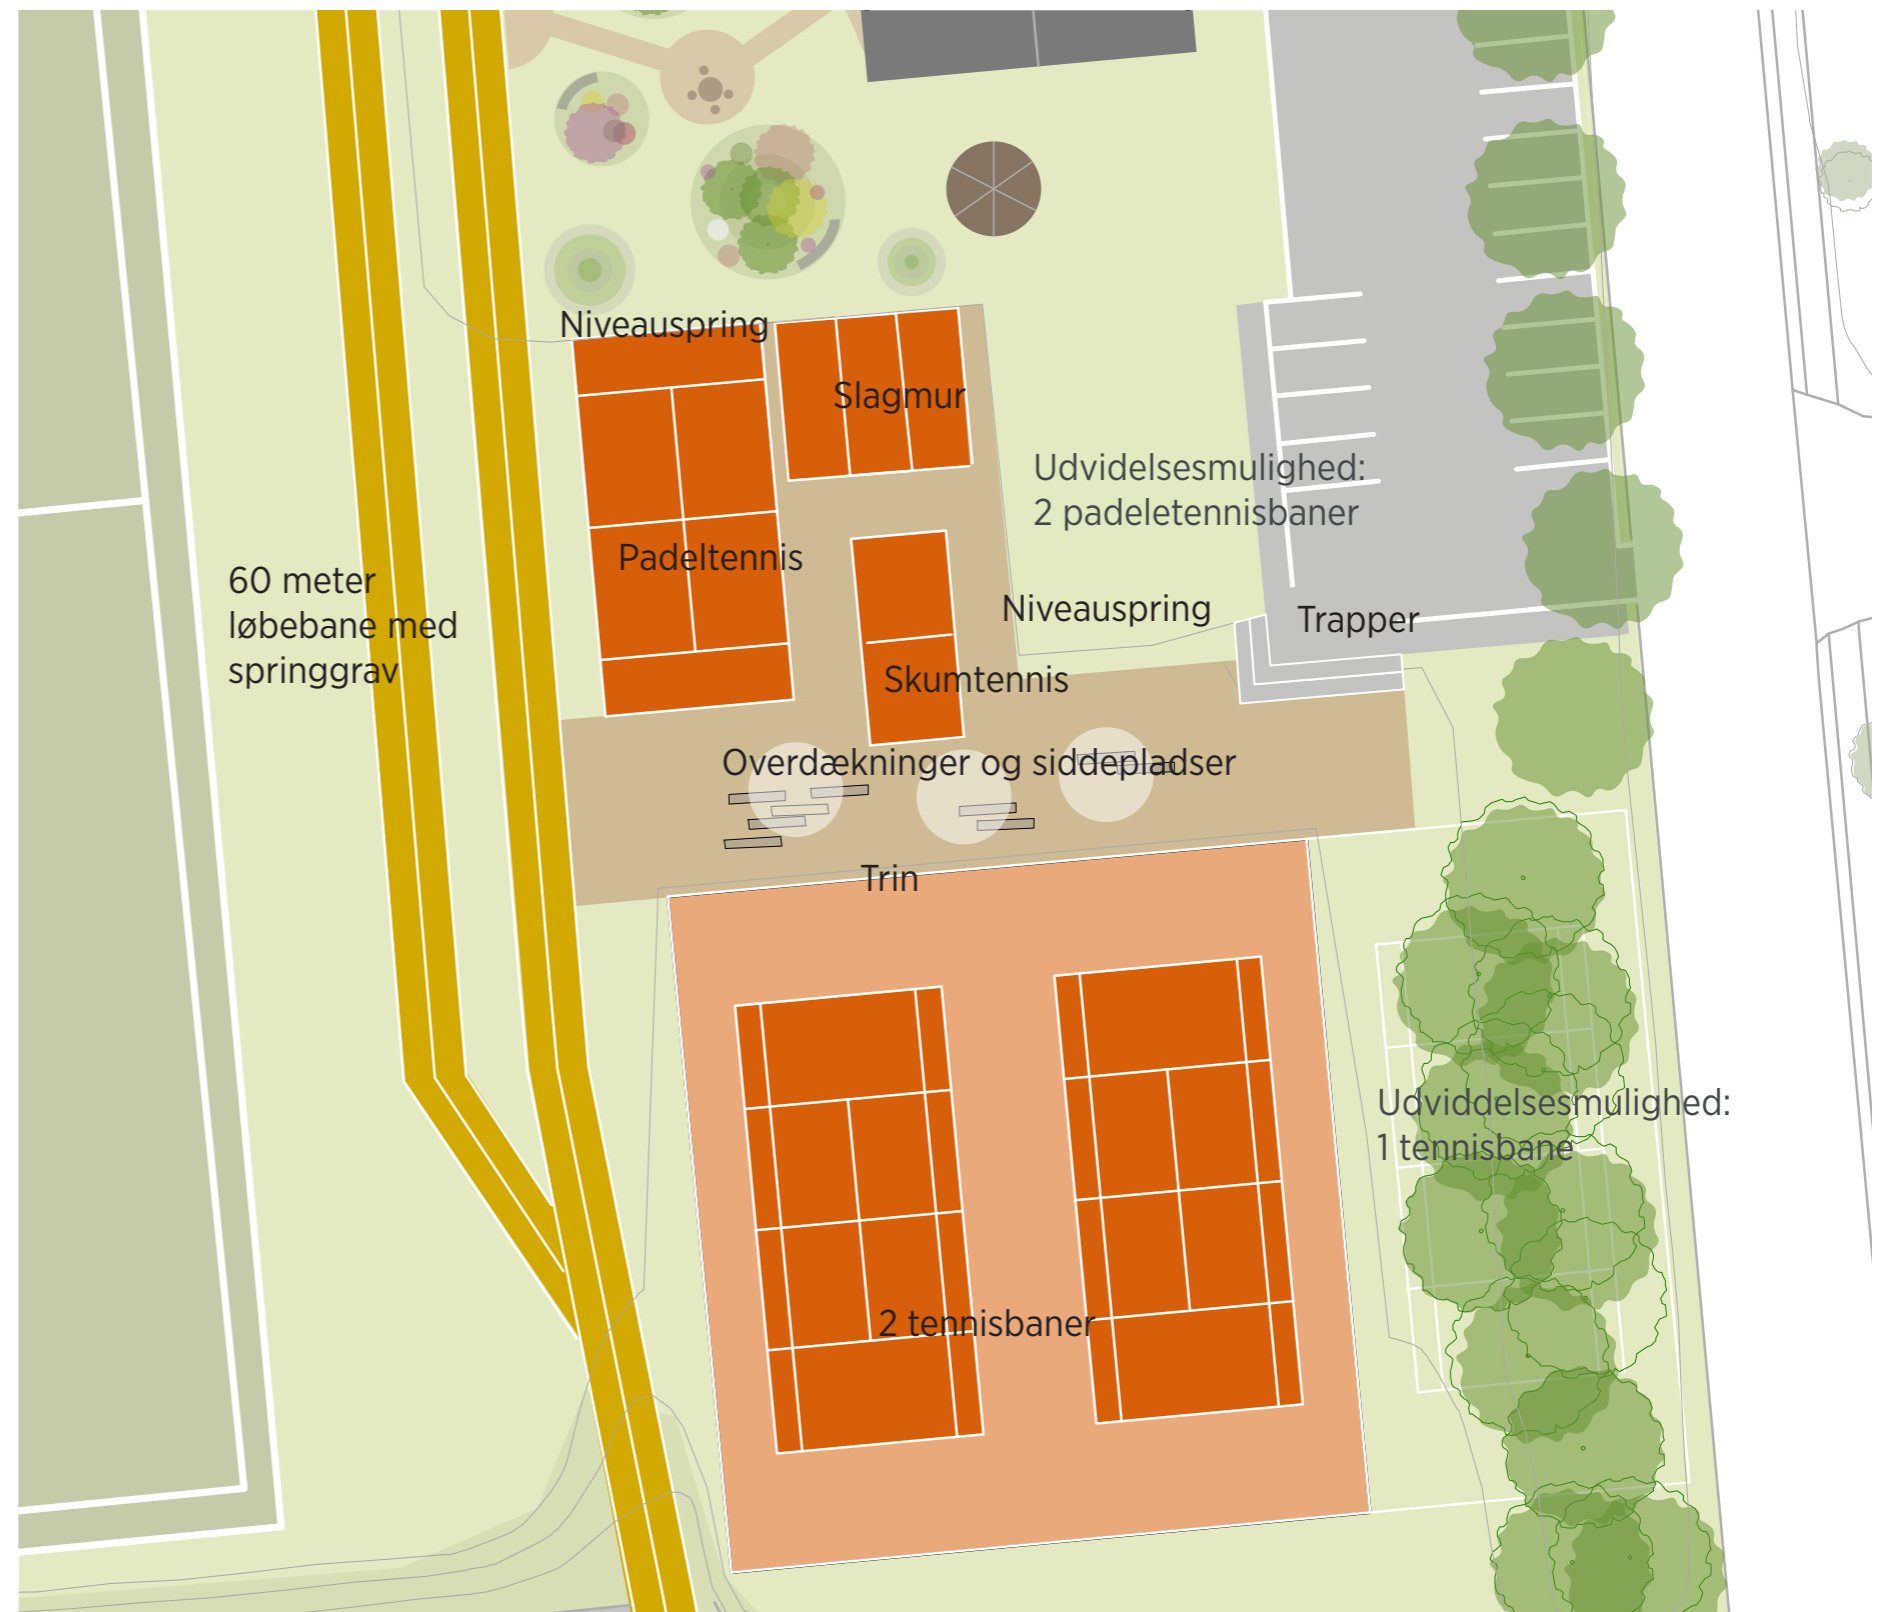 Niveauspring
Slagmur
Udvidelsesmulighed:
2 padeletennisbaner
Padeltennis
60 meter
løbebane med
springgrav
Niveauspring
Trapper
Skumtennis
Overdækninger og siddepladser
Trin
Udviddelsesmulighed:
1 tennisbane
2 tennisbaner